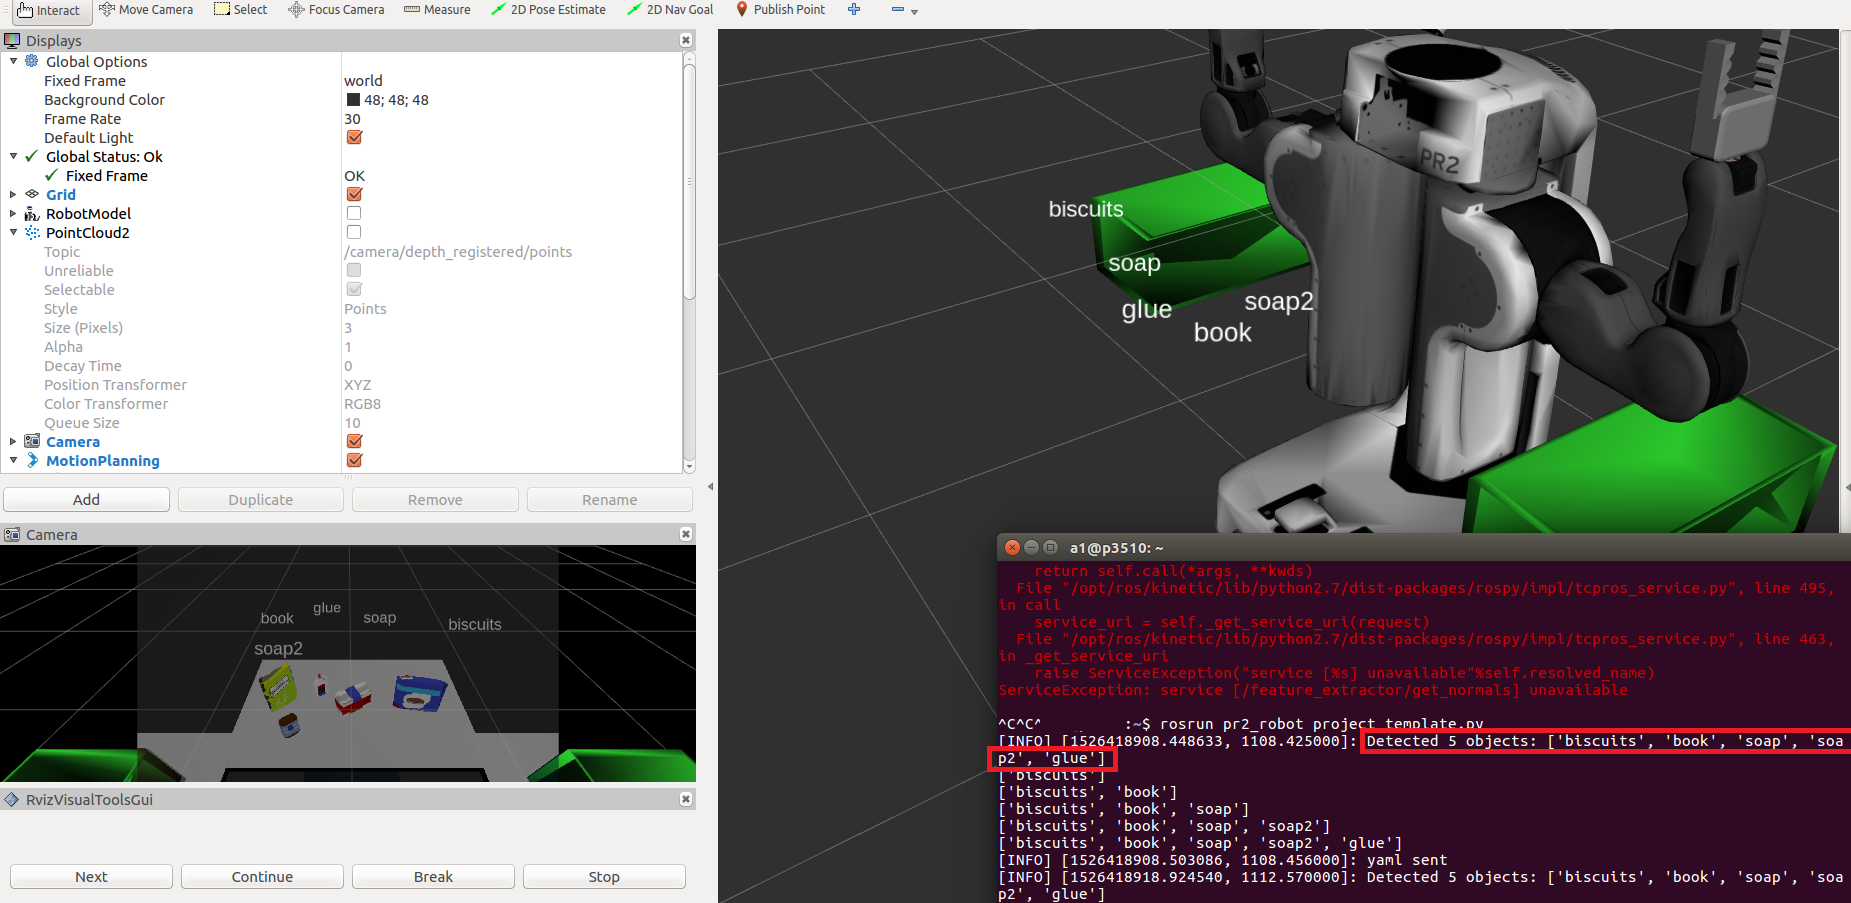 Interact Move Camera Select Focus Camera Measure 2D Pose Estimate 2D Nav Goal Publish Point
Displays
Global Options
Fixed Frame world
Background Color 48; 48; 48
Frame Rate 30
Default Light
Global Status: Ok
Fixed Frame OK
Grid
RobotModel
PointCloud2
Topic /camera/depth_registered/points
Unreliable
Selectable
Style Points
Size (Pixels) 3
Alpha 1
Decay Time 0
Position Transformer XYZ
Color Transformer RGB8
Queue Size 10
Camera
MotionPlanning
Add Duplicate Remove Rename
Camera
book glue soap biscuits
soap2
RvizVisualToolsGui
Next Continue Break Stop
PR2
biscuits
soap
glue soap2
book
a1@p3510: ~
return self.call(*args, **kwds)
File "/opt/ros/kinetic/lib/python2.7/dist-packages/rospy/impl/tcpros_service.py", line 495,
in call
service_uri = self._get_service_uri(request)
File "/opt/ros/kinetic/lib/python2.7/dist-packages/rospy/impl/tcpros_service.py", line 463,
in _get_service_uri
raise ServiceException("service [%s] unavailable"%self.resolved_name)
ServiceException: service [/feature_extractor/get_normals] unavailable
^C^C^ :~$ rosrun pr2_robot project_template.py
[INFO] [1526418908.448633, 1108.425000]: Detected 5 objects: ['biscuits', 'book', 'soap', 'soa
p2', 'glue']
['biscuits']
['biscuits', 'book']
['biscuits', 'book', 'soap']
['biscuits', 'book', 'soap', 'soap2']
['biscuits', 'book', 'soap', 'soap2', 'glue']
[INFO] [1526418908.503086, 1108.456000]: yaml sent
[INFO] [1526418918.924540, 1112.570000]: Detected 5 objects: ['biscuits', 'book', 'soap', 'soa
p2', 'glue']